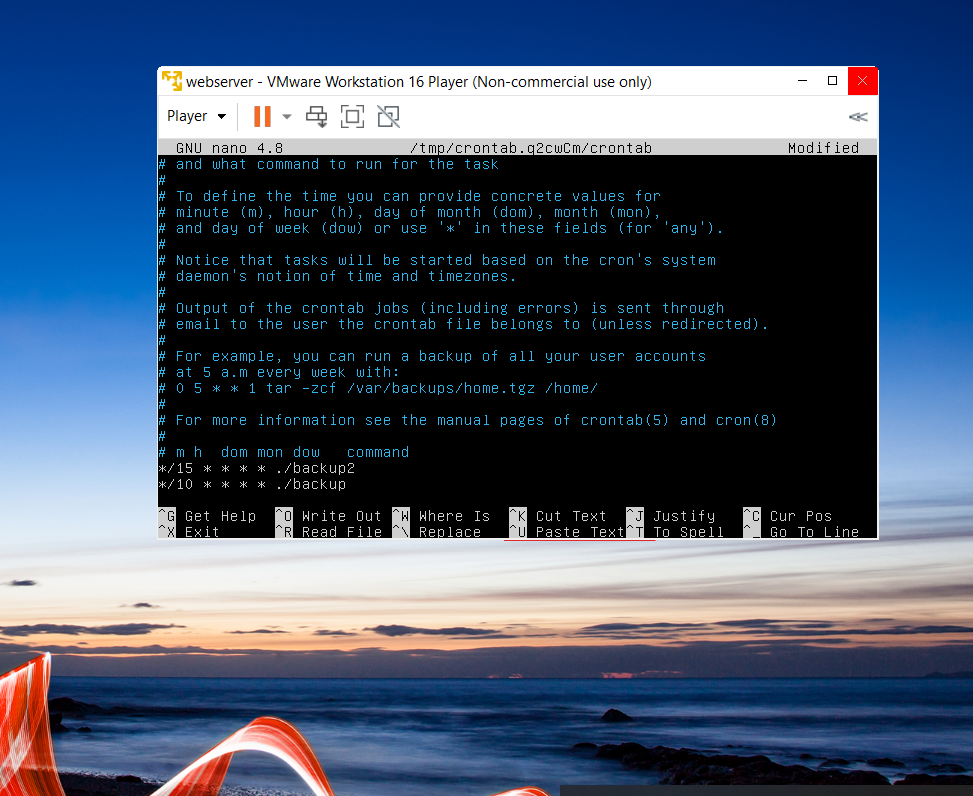 webserver - VMware Workstation 16 Player (Non-commercial use only)
Player
GNU nano 4.8 /tmp/crontab.q2cwCm/crontab Modified
# and what command to run for the task
#
# To define the time you can provide concrete values for
# minute (m), hour (h), day of month (dom), month (mon),
# and day of week (dow) or use '*' in these fields (for 'any').
#
# Notice that tasks will be started based on the cron's system
# daemon's notion of time and timezones.
#
# Output of the crontab jobs (including errors) is sent through
# email to the user the crontab file belongs to (unless redirected).
#
# For example, you can run a backup of all your user accounts
# at 5 a.m every week with:
# 0 5 * * 1 tar -zcf /var/backups/home.tgz /home/
#
# For more information see the manual pages of crontab(5) and cron(8)
#
# m h  dom mon dow   command
*/15 * * * * ./backup2
*/10 * * * * ./backup
^G Get Help ^O Write Out ^W Where Is ^K Cut Text ^J Justify ^C Cur Pos
^X Exit ^R Read File ^\ Replace ^U Paste Text ^T To Spell ^_ Go To Line